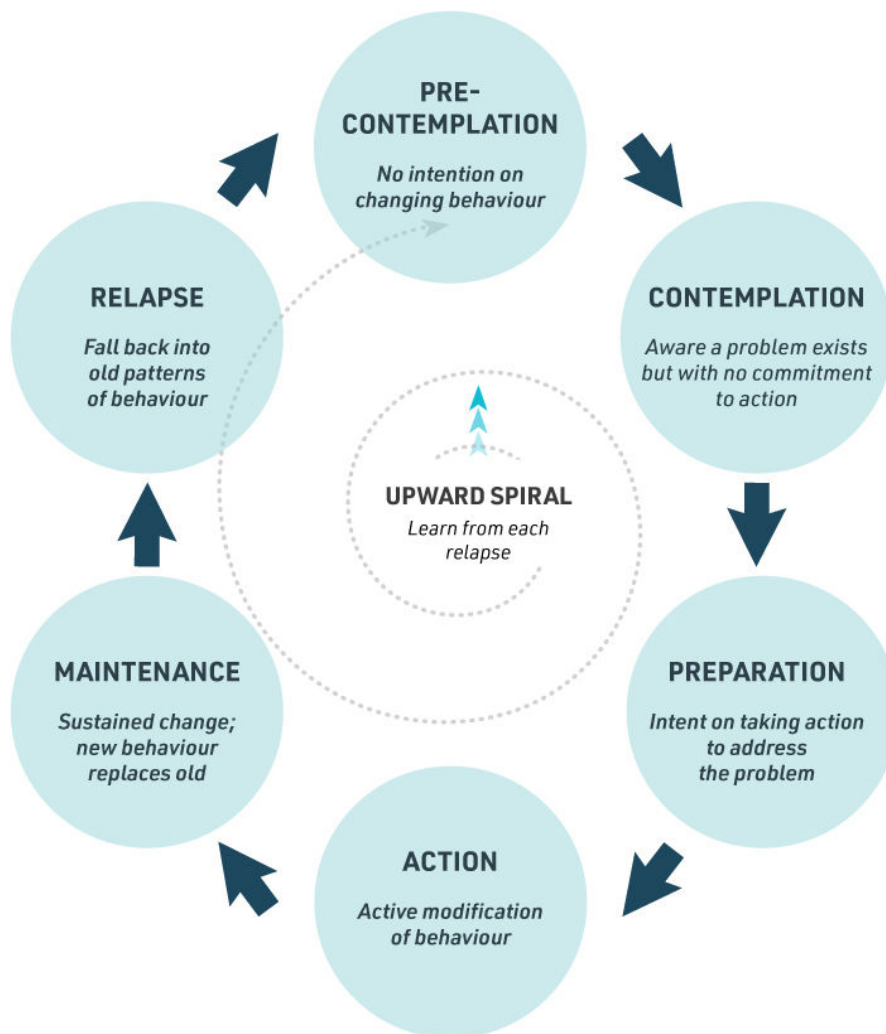 PRE-
CONTEMPLATION
No intention on
changing behaviour
CONTEMPLATION
Aware a problem exists
but with no commitment
to action
PREPARATION
Intent on taking action
to address
the problem
ACTION
Active modification
of behaviour
MAINTENANCE
Sustained change;
new behaviour
replaces old
RELAPSE
Fall back into
old patterns
of behaviour
UPWARD SPIRAL
Learn from each
relapse